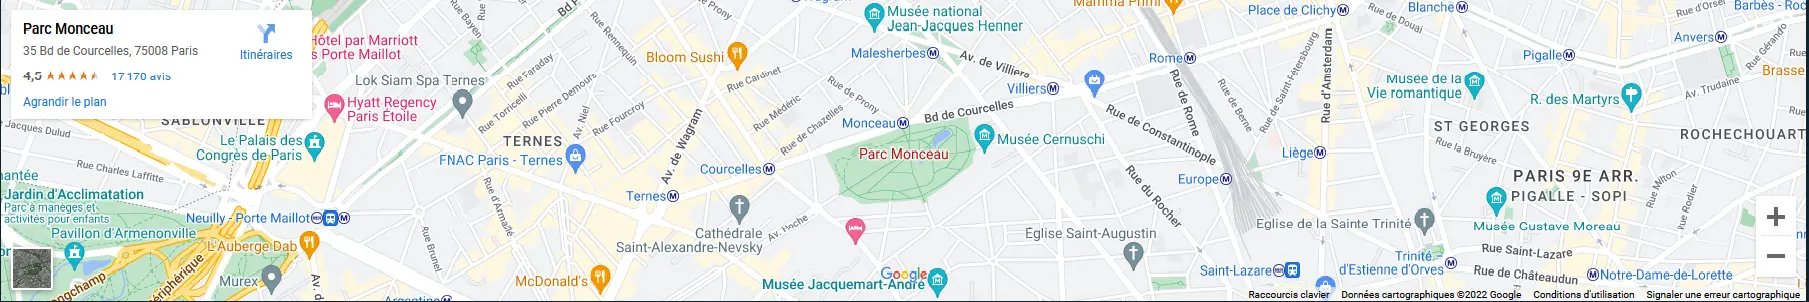 Parc Monceau
35 Bd de Courcelles, 75008 Paris
4,5
17 170 avis
Itinéraires
Agrandir le plan
Hôtel par Marriott
Porte Maillot
Lok Siam Spa Ternes
Hyatt Regency
Paris Étoile
SABLONVILLE
Jacques Dulud
Le Palais des
Congrès de Paris
Rue Charles Laffitte
Jardin d'Acclimatation
Parc à manèges et
activités pour enfants
Pavillon d'Armenonville
Neuilly - Porte Maillot
L'Auberge Dab
Murex
Rue Brunel
Argentine
McDonald's
Rue d'Armaillé
TERNES
FNAC Paris - Ternes
Rue Faraday
Rue Torricelli
Rue Pierre Demours
Av. Niel
Rue Fourcroy
Rue Rennequin
Bloom Sushi
Rue Cardinet
Av. de Wagram
Rue Médéric
Rue de Chazelles
Rue de Prony
Rue de Prony
Ternes
Courcelles
Monceau
Malesherbes
Villiers
Musée national
Jean-Jacques Henner
Av. de Villiers
Bd de Courcelles
Parc Monceau
Musée Cernuschi
Cathédrale
Saint-Alexandre-Nevsky
Av. Hoche
Google
Musée Jacquemart-André
Église Saint-Augustin
Rue du Rocher
Rue de Constantinople
Mamma Primi
Rome
Rue de Rome
Europe
Liège
Rue de Berne
Rue de Saint-Pétersbourg
Rue d'Amsterdam
Place de Clichy
Blanche
Pigalle
Anvers
Barbès - Roc
Brasse
Musée de la
Vie romantique
R. des Martyrs
Av. Trudaine
Rue de Dunkerque
ST GEORGES
ROCHECHOUART
Rue la Bruyère
PARIS 9E ARR.
PIGALLE - SOPI
Rue Milton
Rue Rodier
Musée Gustave Moreau
Eglise de la Sainte Trinité
Trinité
d'Estienne d'Orves
Saint-Lazare
Rue Saint-Lazare
Rue de Châteaudun
Notre-Dame-de-Lorette
Raccourcis clavier
Données cartographiques ©2022 Google
Conditions d'utilisation
Signaler une erreur cartographique